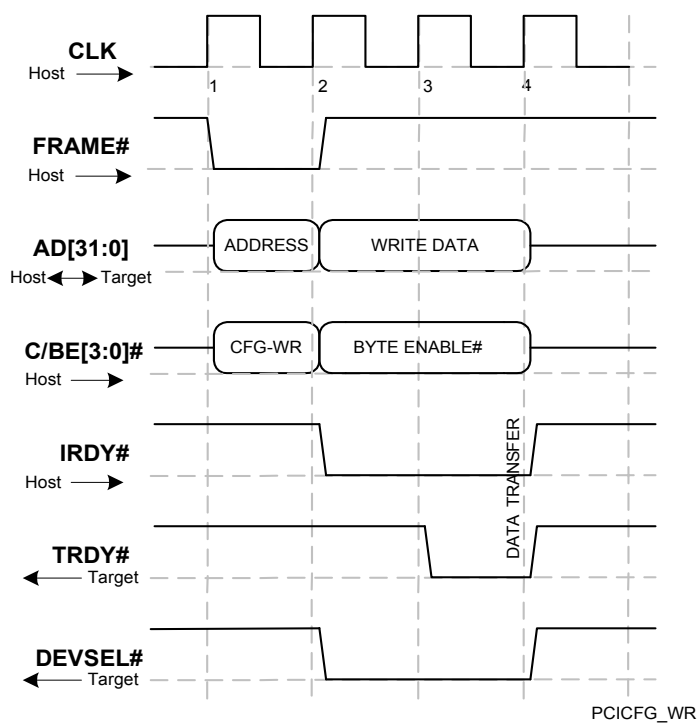 CLK
Host
1 2 3 4
FRAME#
Host
AD[31:0]
Host Target
ADDRESS WRITE DATA
C/BE[3:0]#
Host
CFG-WR BYTE ENABLE#
IRDY#
Host
DATA TRANSFER
TRDY#
Target
DEVSEL#
Target
PCICFG_WR